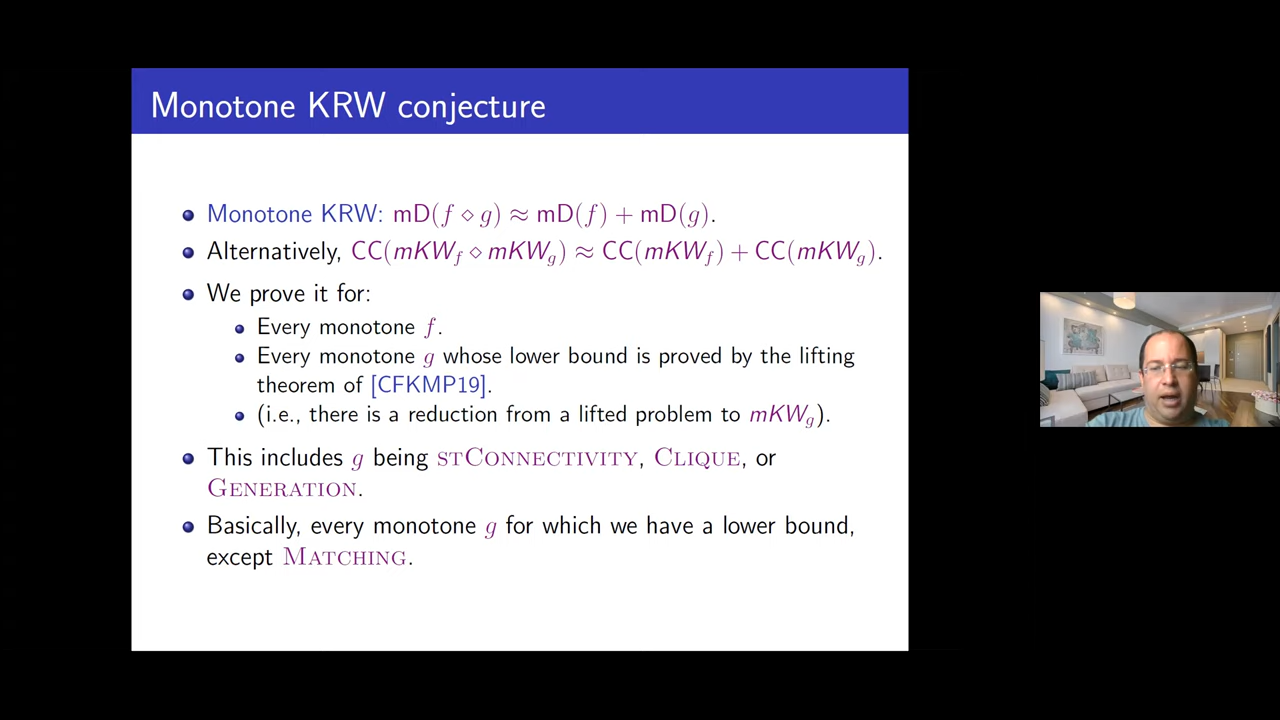 Monotone KRW conjecture
Monotone KRW: mD(f ⋄ g) ≈ mD(f) + mD(g).
Alternatively, CC(mKW_f ⋄ mKW_g) ≈ CC(mKW_f) + CC(mKW_g).
We prove it for:
Every monotone f.
Every monotone g whose lower bound is proved by the lifting
theorem of [CFKMP19].
(i.e., there is a reduction from a lifted problem to mKW_g).
This includes g being stConnectivity, Clique, or
Generation.
Basically, every monotone g for which we have a lower bound,
except Matching.